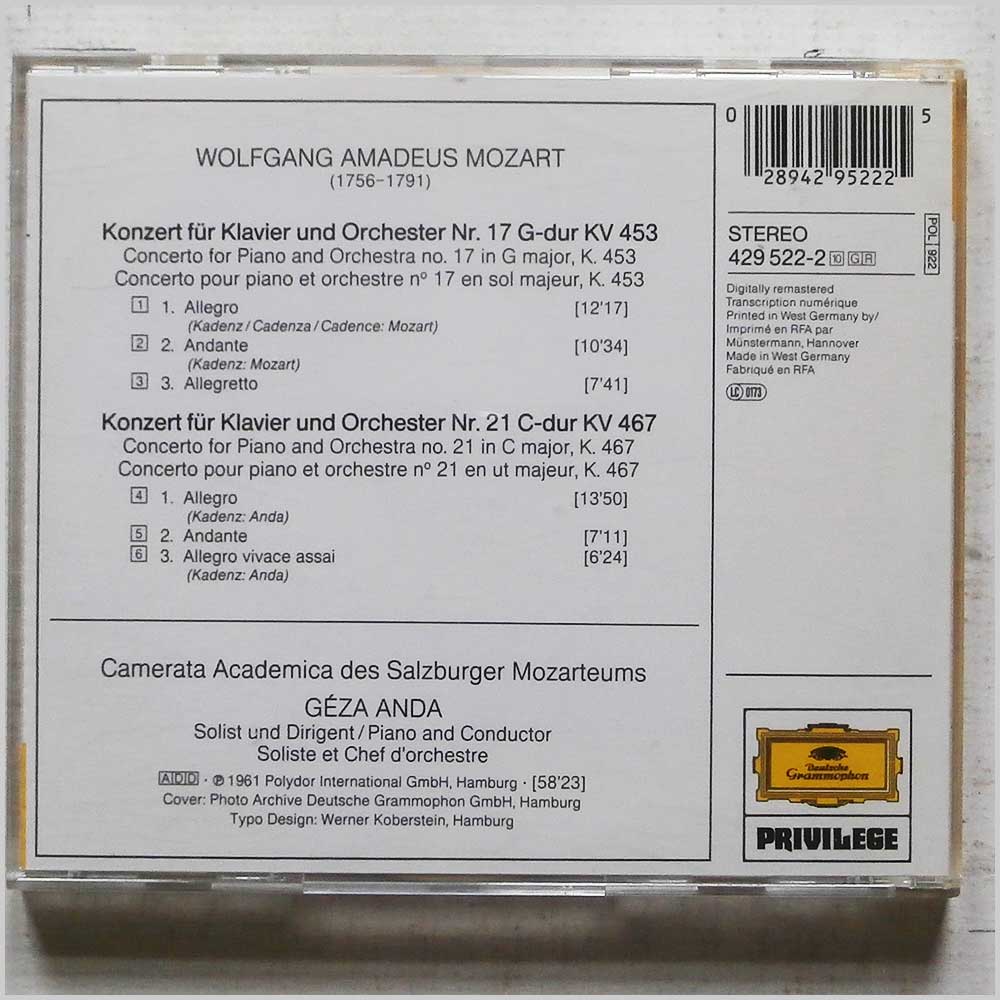 WOLFGANG AMADEUS MOZART
(1756–1791)
Konzert für Klavier und Orchester Nr. 17 G-dur KV 453
Concerto for Piano and Orchestra no. 17 in G major, K. 453
Concerto pour piano et orchestre nº 17 en sol majeur, K. 453
1 1. Allegro [12'17]
(Kadenz / Cadenza / Cadence: Mozart)
2 2. Andante [10'34]
(Kadenz: Mozart)
3 3. Allegretto [7'41]
Konzert für Klavier und Orchester Nr. 21 C-dur KV 467
Concerto for Piano and Orchestra no. 21 in C major, K. 467
Concerto pour piano et orchestre nº 21 en ut majeur, K. 467
4 1. Allegro [13'50]
(Kadenz: Anda)
5 2. Andante [7'11]
6 3. Allegro vivace assai [6'24]
(Kadenz: Anda)
Camerata Academica des Salzburger Mozarteums
GÉZA ANDA
Solist und Dirigent / Piano and Conductor
Soliste et Chef d'orchestre
ADD · ℗ 1961 Polydor International GmbH, Hamburg · [58'23]
Cover: Photo Archive Deutsche Grammophon GmbH, Hamburg
Typo Design: Werner Koberstein, Hamburg
0 28942 95222 5
STEREO
429 522-2 10 GR
POL 922
Digitally remastered
Transcription numérique
Printed in West Germany by/
Imprimé en RFA par
Münstermann, Hannover
Made in West Germany
Fabriqué en RFA
LC 0173
Deutsche
Grammophon
PRIVILEGE